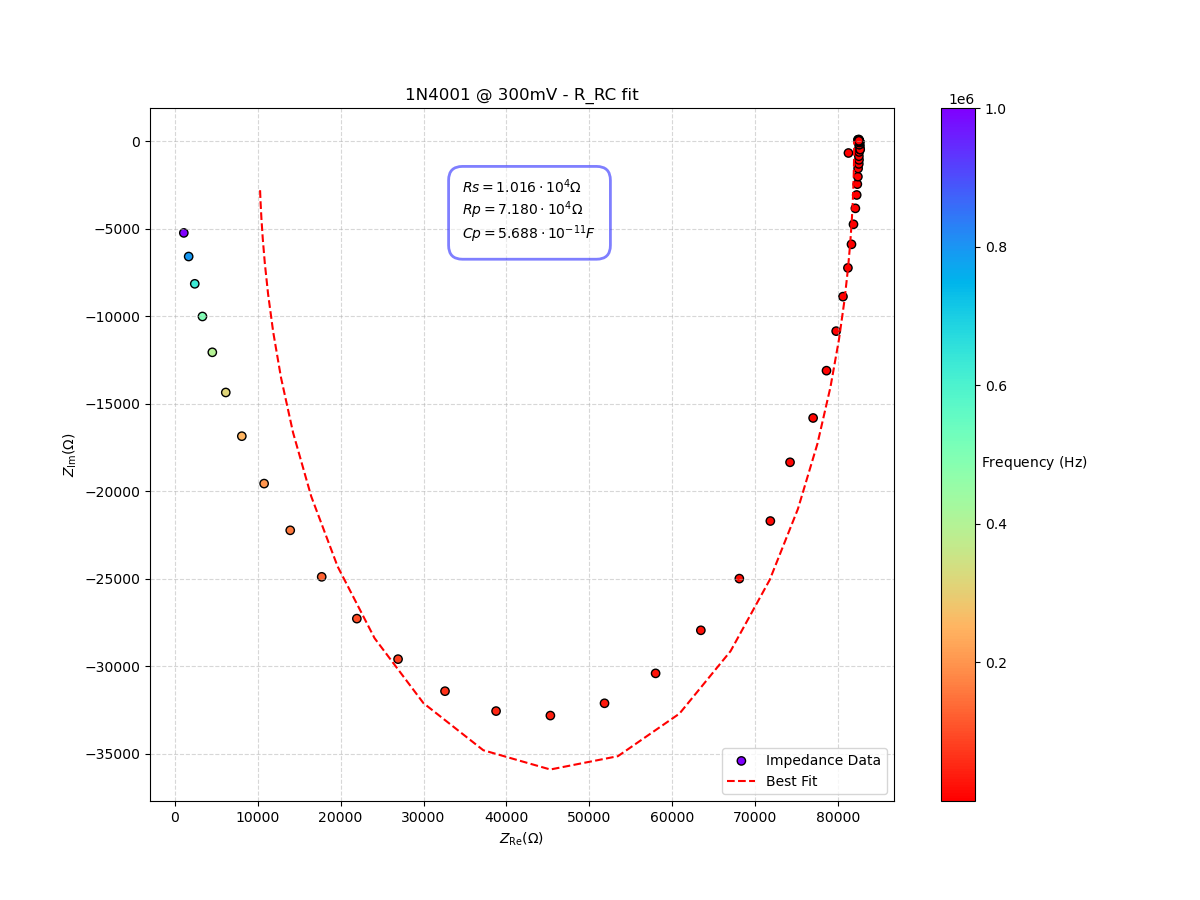 1N4001 @ 300mV - R_RC fit
1e6
Rs = 1.016 · 10⁴Ω
Rp = 7.180 · 10⁴Ω
Cp = 5.688 · 10⁻¹¹F
0
−5000
−10000
−15000
−20000
−25000
−30000
−35000
Z_Im(Ω)
0
10000
20000
30000
40000
50000
60000
70000
80000
Z_Re(Ω)
Impedance Data
Best Fit
1.0
0.8
0.6
0.4
0.2
Frequency (Hz)